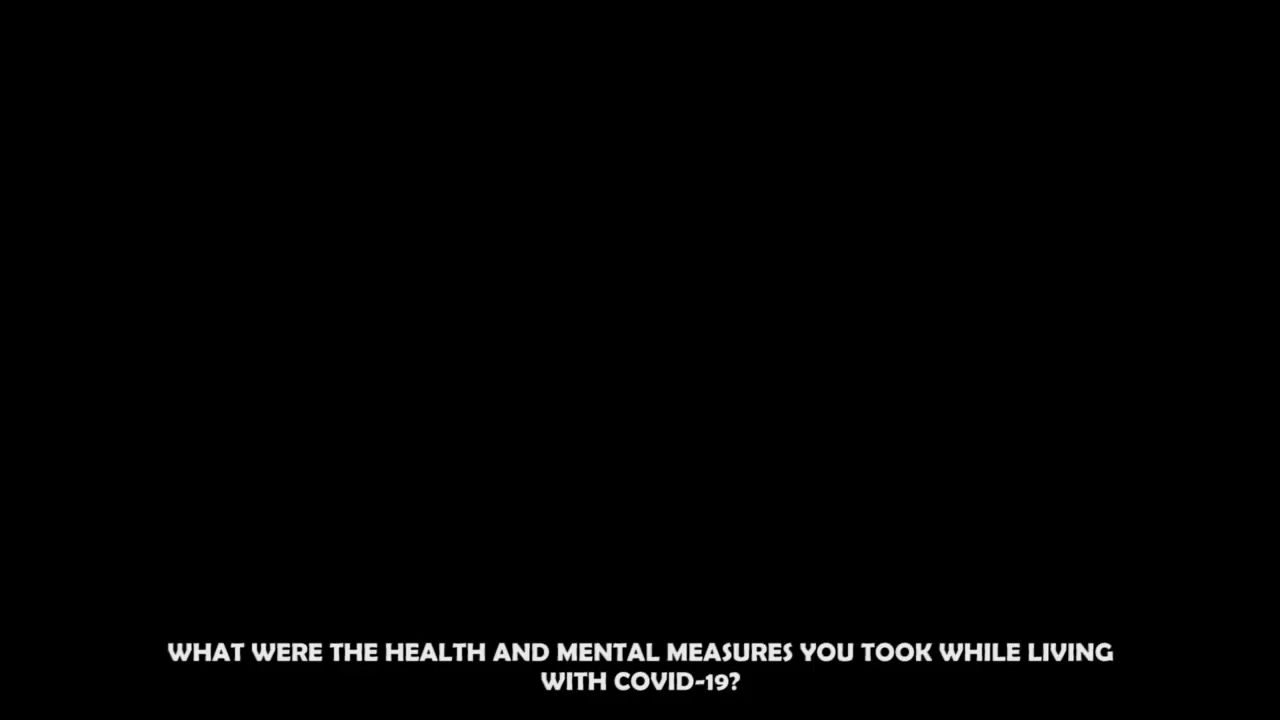 WHAT WERE THE HEALTH AND MENTAL MEASURES YOU TOOK WHILE LIVING
WITH COVID-19?